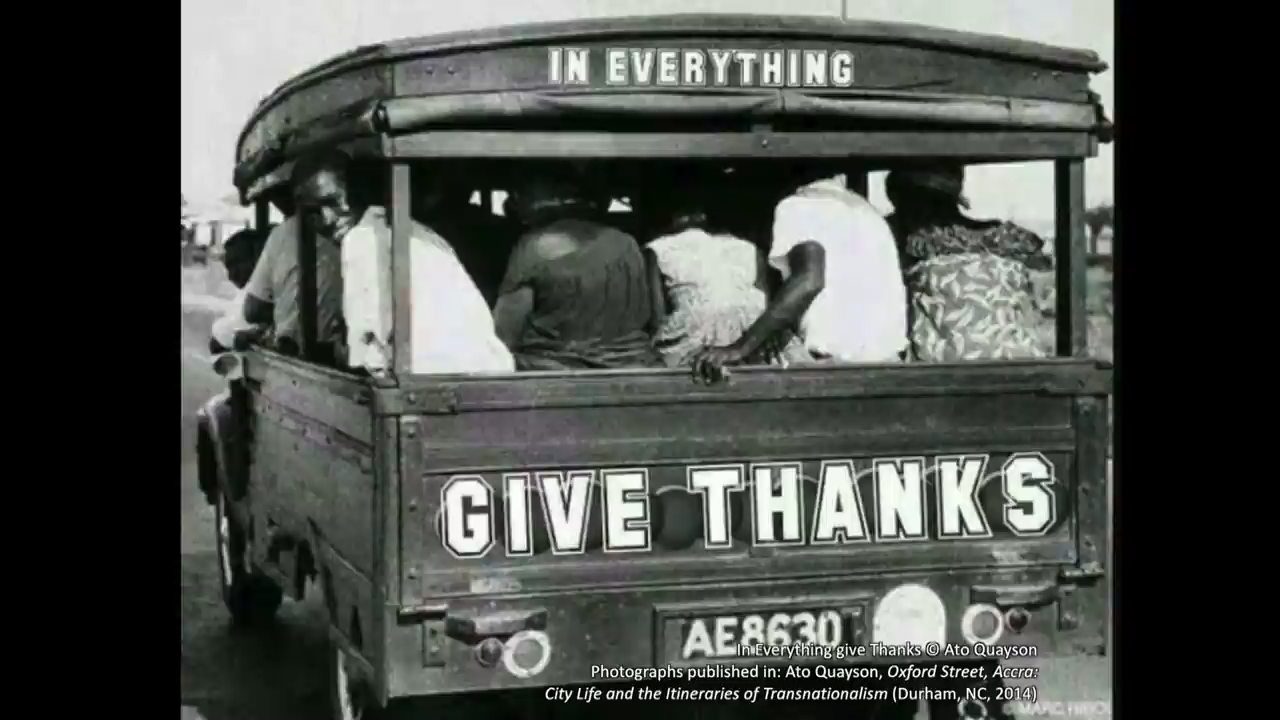 IN EVERYTHING
GIVE THANKS
AE8630
In Everything give Thanks © Ato Quayson
Photographs published in: Ato Quayson, Oxford Street, Accra:
City Life and the Itineraries of Transnationalism (Durham, NC, 2014)